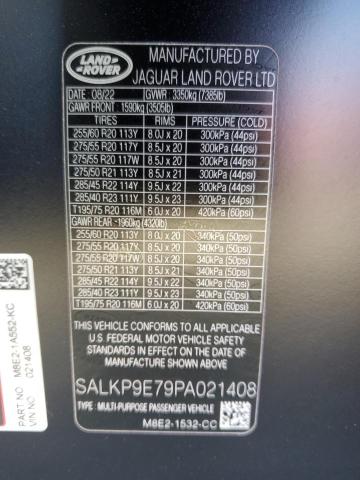 LAND
ROVER
MANUFACTURED BY
JAGUAR LAND ROVER LTD
DATE : 08/22 GVWR : 3350kg (7385lb)
GAWR FRONT : 1590kg (3505lb)
TIRES RIMS PRESSURE (COLD)
255/60 R20 113Y 8.0J x 20 300kPa (44psi)
275/55 R20 117Y 8.5J x 20 300kPa (44psi)
275/55 R20 117W 8.5J x 20 300kPa (44psi)
275/50 R21 113Y 8.5J x 21 300kPa (44psi)
285/45 R22 114Y 9.5J x 22 300kPa (44psi)
285/40 R23 111Y 9.5J x 23 300kPa (44psi)
T195/75 R20 116M 6.0J x 20 420kPa (60psi)
GAWR REAR : 1960kg (4320lb)
255/60 R20 113Y 8.0J x 20 340kPa (50psi)
275/55 R20 117Y 8.5J x 20 340kPa (50psi)
275/55 R20 117W 8.5J x 20 340kPa (50psi)
275/50 R21 113Y 8.5J x 21 340kPa (50psi)
285/45 R22 114Y 9.5J x 22 340kPa (50psi)
285/40 R23 111Y 9.5J x 23 340kPa (50psi)
T195/75 R20 116M 6.0J x 20 420kPa (60psi)
THIS VEHICLE CONFORMS TO ALL APPLICABLE
U.S. FEDERAL MOTOR VEHICLE SAFETY
STANDARDS IN EFFECT ON THE DATE OF
MANUFACTURE SHOWN ABOVE
SALKP9E79PA021408
TYPE : MULTI-PURPOSE PASSENGER VEHICLE
M8E2-1532-CC
PART NO M8E2-1A552-KC
VIN NO 021408